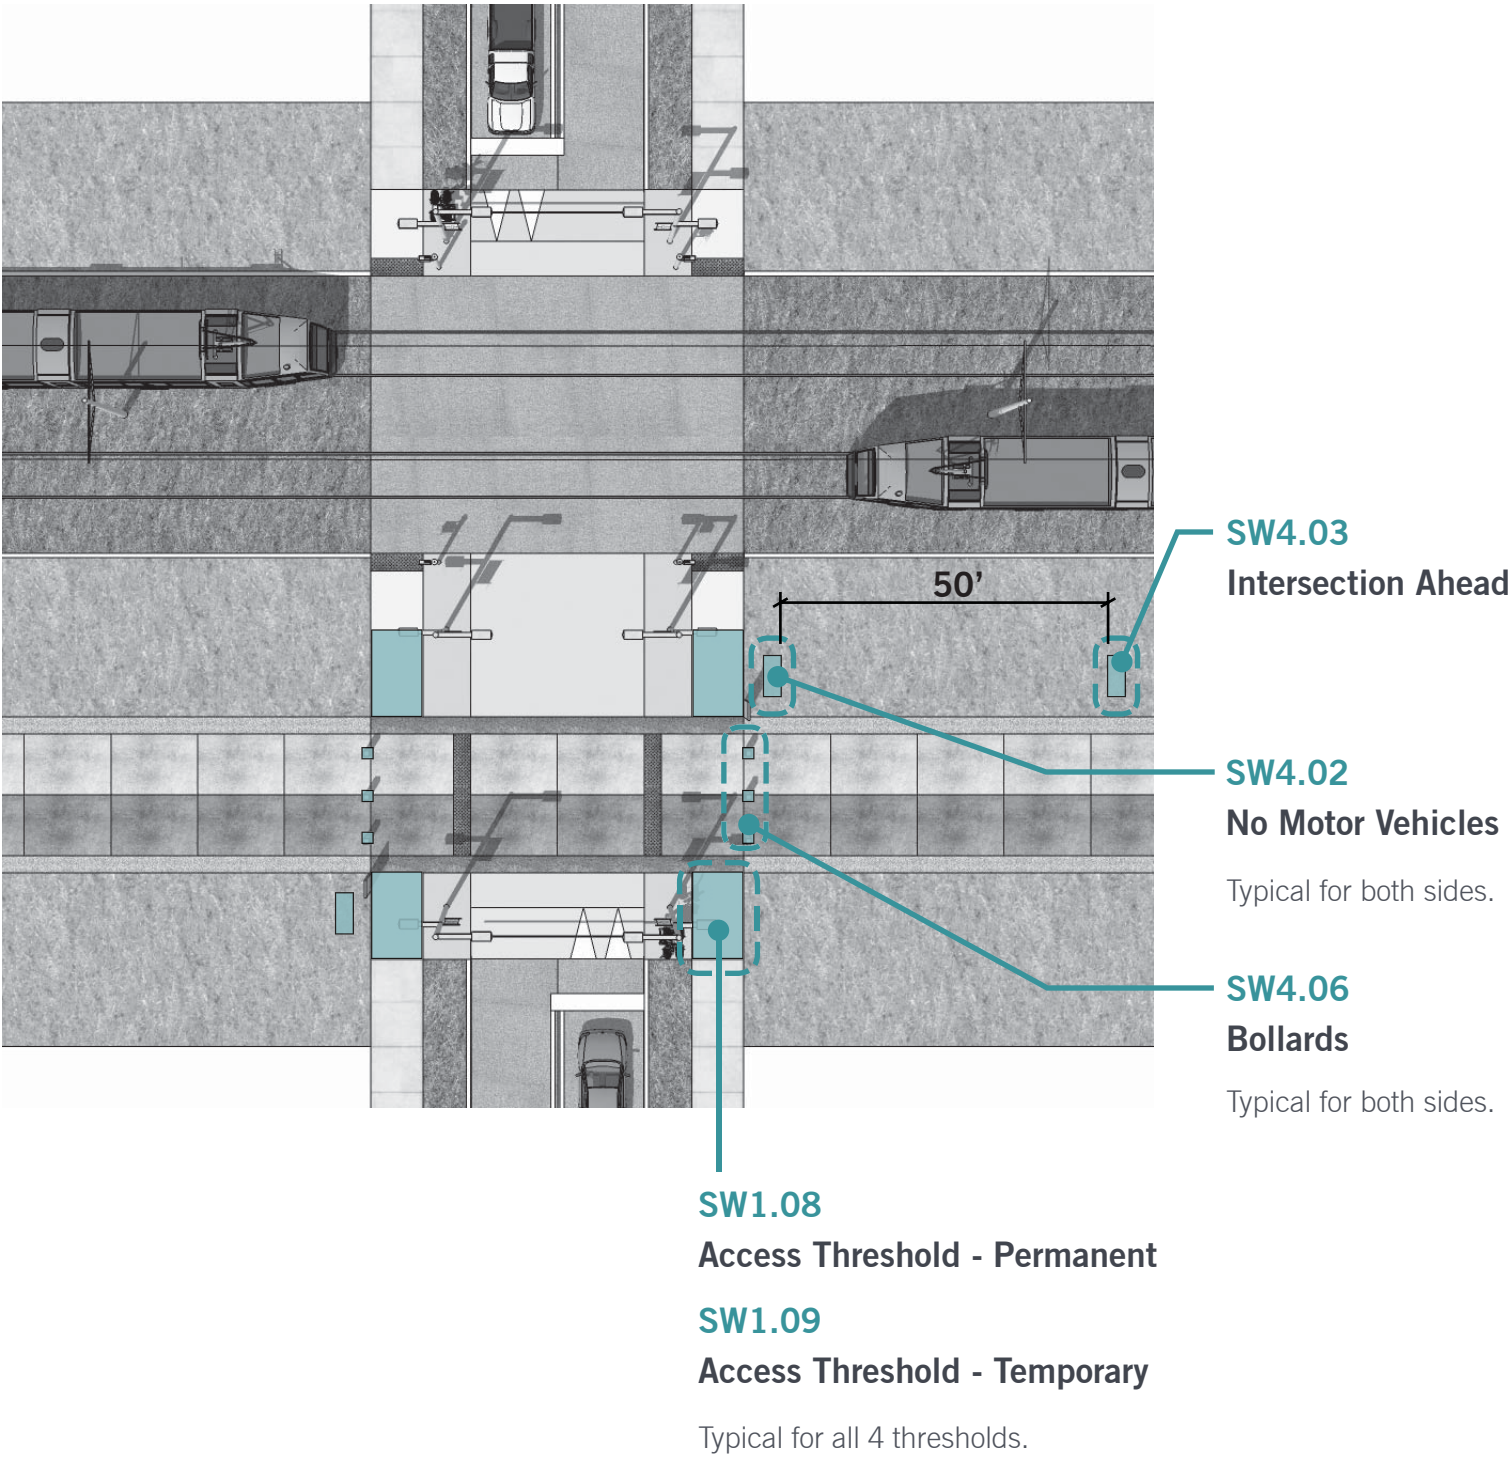 SW4.03
Intersection Ahead
50’
SW4.02
No Motor Vehicles
Typical for both sides.
SW4.06
Bollards
Typical for both sides.
SW1.08
Access Threshold - Permanent
SW1.09
Access Threshold - Temporary
Typical for all 4 thresholds.